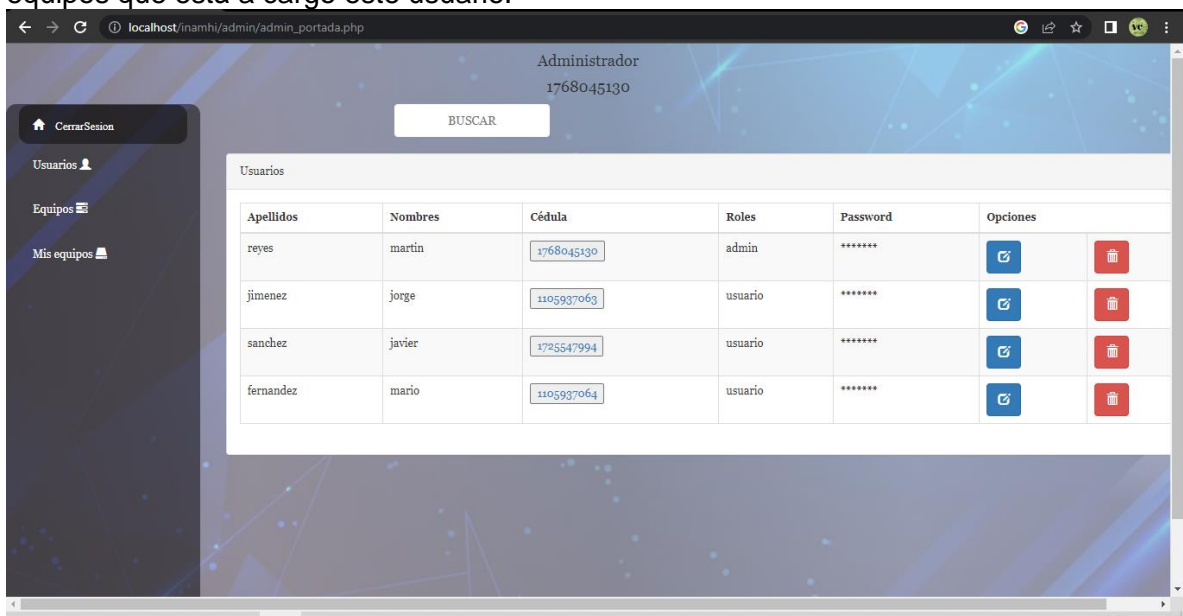 equipos que está a cargo este usuario.
localhost/inamhi/admin/admin_portada.php
Administrador
1768045130
BUSCAR
CerrarSesion
Usuarios
Equipos
Mis equipos
Usuarios
Apellidos Nombres Cédula Roles Password Opciones
reyes martin 1768045130 admin *******
jimenez jorge 1105937063 usuario *******
sanchez javier 1725547994 usuario *******
fernandez mario 1105937064 usuario *******